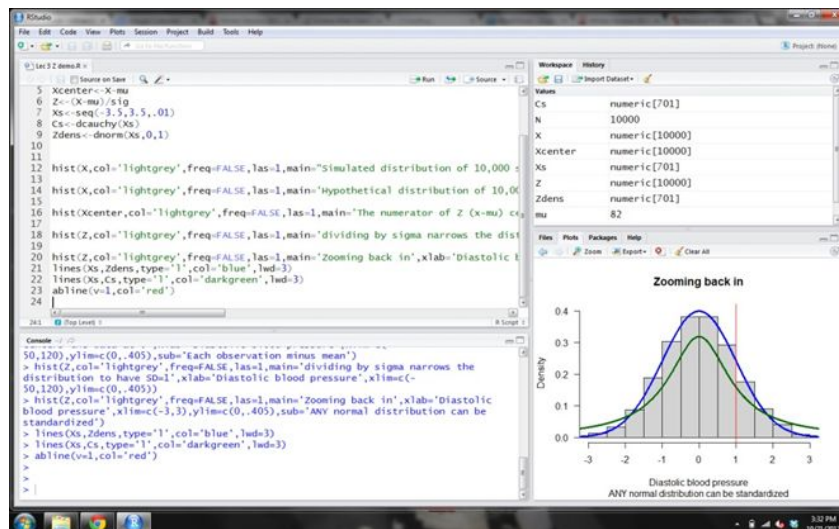 RStudio
File Edit Code View Plots Session Project Build Tools Help
Project: (None)
Lec 3 Z demo.R
Source on Save Run Source
5 Xcenter<-X-mu
6 Z<-(X-mu)/sig
7 Xs<-seq(-3.5,3.5,.01)
8 Cs<-dcauchy(Xs)
9 Zdens<-dnorm(Xs,0,1)
10
11
12 hist(X,col='lightgrey',freq=FALSE,las=1,main="Simulated distribution of 10,000 s
13
14 hist(X,col='lightgrey',freq=FALSE,las=1,main='Hypothetical distribution of 10,00
15
16 hist(Xcenter,col='lightgrey',freq=FALSE,las=1,main='The numerator of Z (x-mu) ce
17
18 hist(Z,col='lightgrey',freq=FALSE,las=1,main='dividing by sigma narrows the dist
19
20 hist(Z,col='lightgrey',freq=FALSE,las=1,main='Zooming back in',xlab='Diastolic b
21 lines(Xs,Zdens,type='l',col='blue',lwd=3)
22 lines(Xs,Cs,type='l',col='darkgreen',lwd=3)
23 abline(v=1,col='red')
24
24:1 (Top Level) R Script
Console
50,120),ylim=c(0,.405),sub='Each observation minus mean')
> hist(Z,col='lightgrey',freq=FALSE,las=1,main='dividing by sigma narrows the
distribution to have SD=1',xlab='Diastolic blood pressure',xlim=c(-
50,120),ylim=c(0,.405))
> hist(Z,col='lightgrey',freq=FALSE,las=1,main='Zooming back in',xlab='Diastolic
blood pressure',xlim=c(-3,3),ylim=c(0,.405),sub='ANY normal distribution can be
standardized')
> lines(Xs,Zdens,type='l',col='blue',lwd=3)
> lines(Xs,Cs,type='l',col='darkgreen',lwd=3)
> abline(v=1,col='red')
>
>
>
Workspace History
Import Dataset
Values
Cs numeric[701]
N 10000
X numeric[10000]
Xcenter numeric[10000]
Xs numeric[701]
Z numeric[10000]
Zdens numeric[701]
mu 82
Files Plots Packages Help
Zoom Export Clear All
Zooming back in
0.4
0.3
0.2
0.1
0.0
Density
-3 -2 -1 0 1 2 3
Diastolic blood pressure
ANY normal distribution can be standardized
3:32 PM